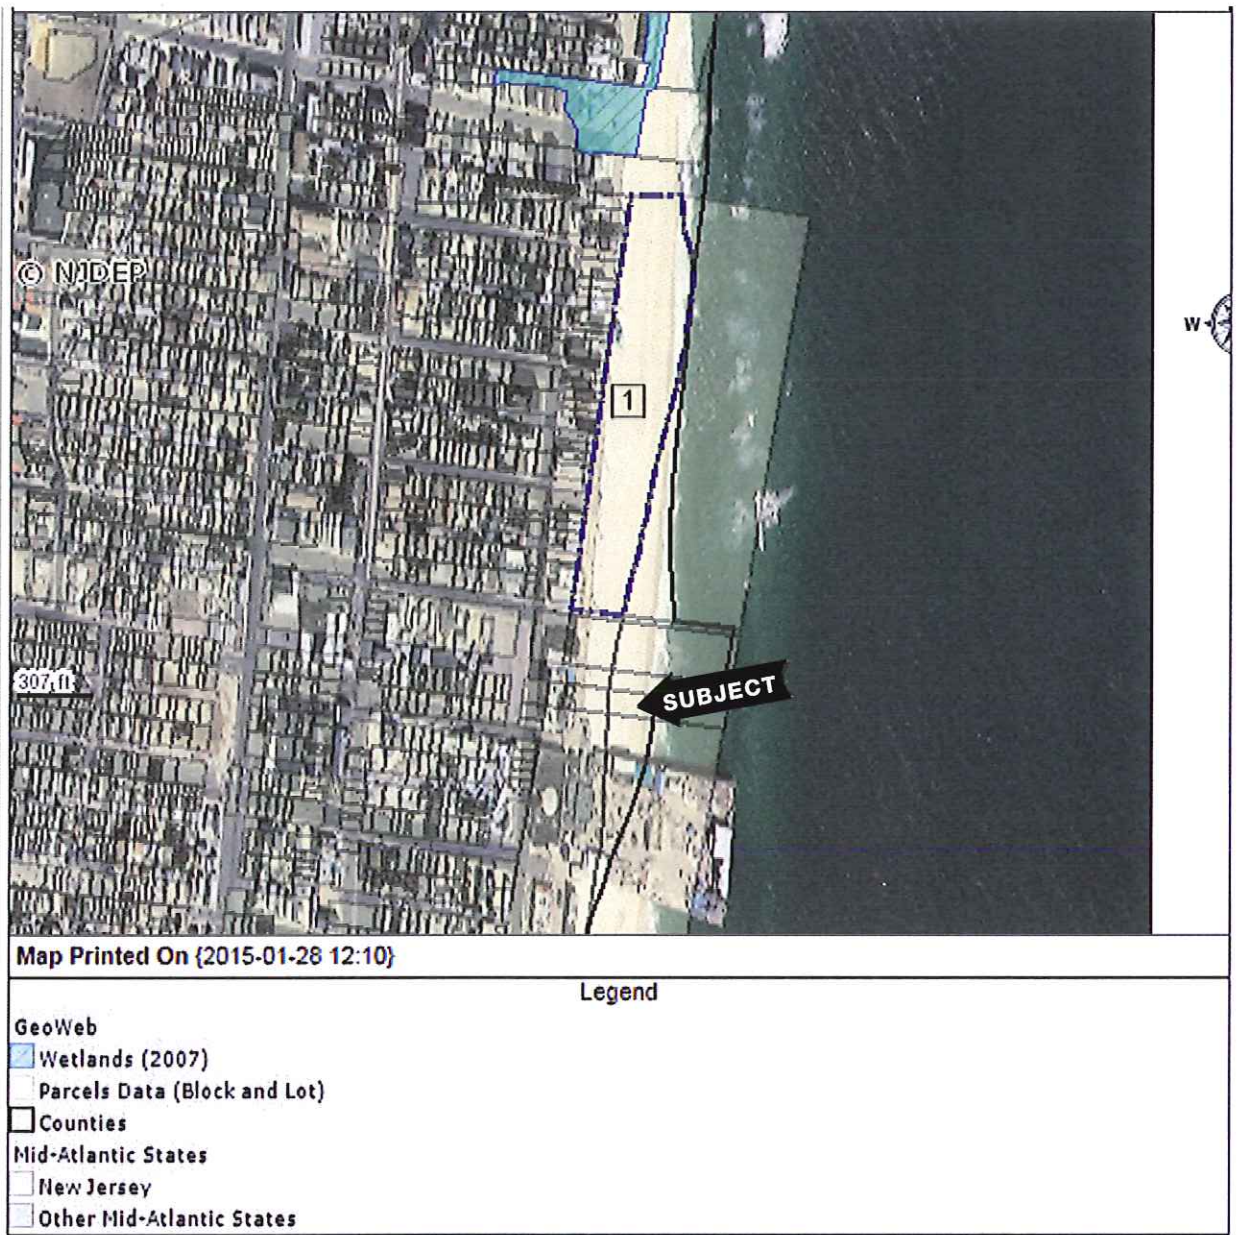 © NJDEP
W
1
307 ft
SUBJECT
Map Printed On {2015-01-28 12:10}
Legend
GeoWeb
Wetlands (2007)
Parcels Data (Block and Lot)
Counties
Mid-Atlantic States
New Jersey
Other Mid-Atlantic States